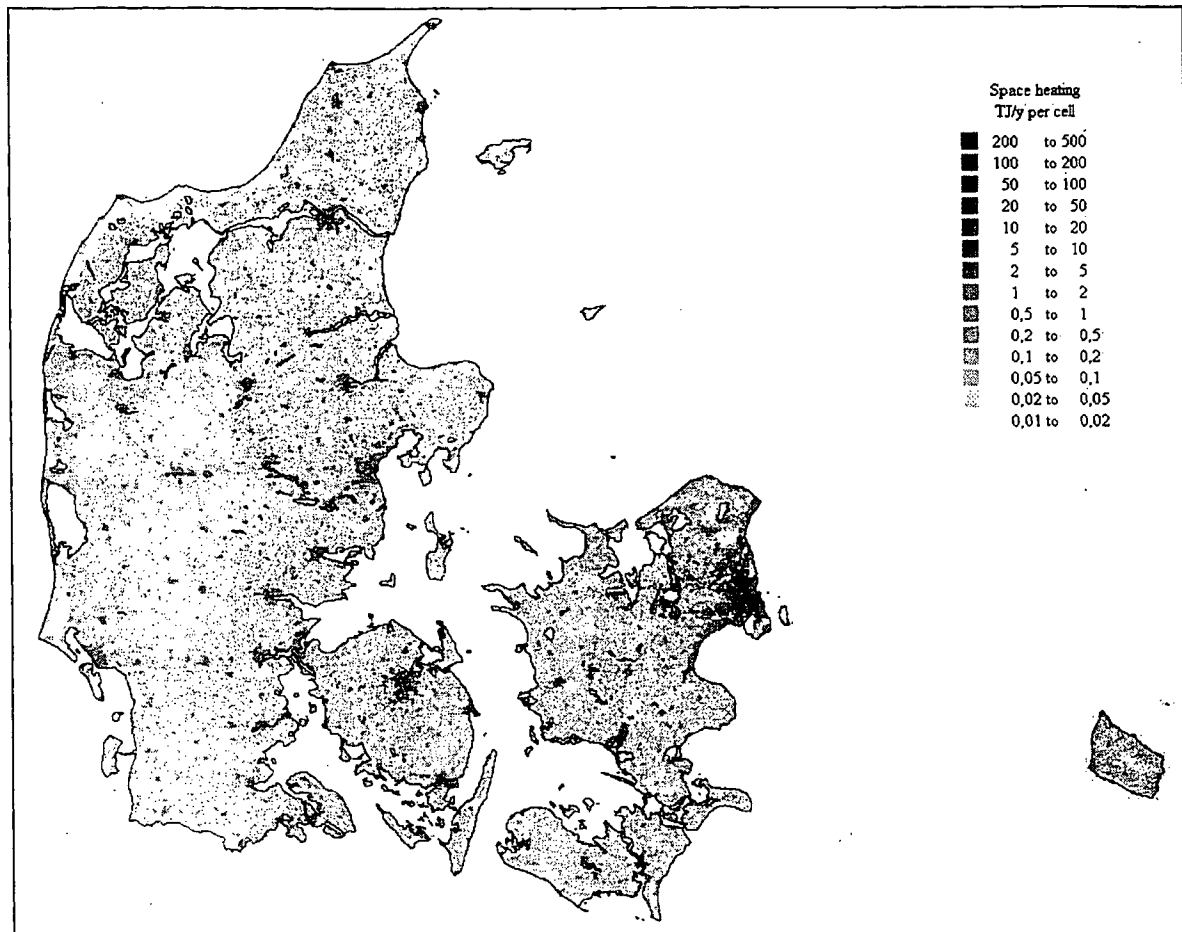 Space heating
TJ/y per cell
200 to 500
100 to 200
50 to 100
20 to 50
10 to 20
5 to 10
2 to 5
1 to 2
0,5 to 1
0,2 to 0,5
0,1 to 0,2
0,05 to 0,1
0,02 to 0,05
0,01 to 0,02